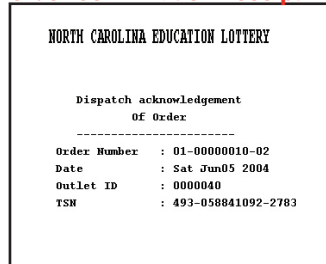 NORTH CAROLINA EDUCATION LOTTERY
Dispatch acknowledgement
Of Order
-----------------------
Order Number : 01-00000010-02
Date : Sat Jun05 2004
Outlet ID : 0000040
TSN : 493-058841092-2783